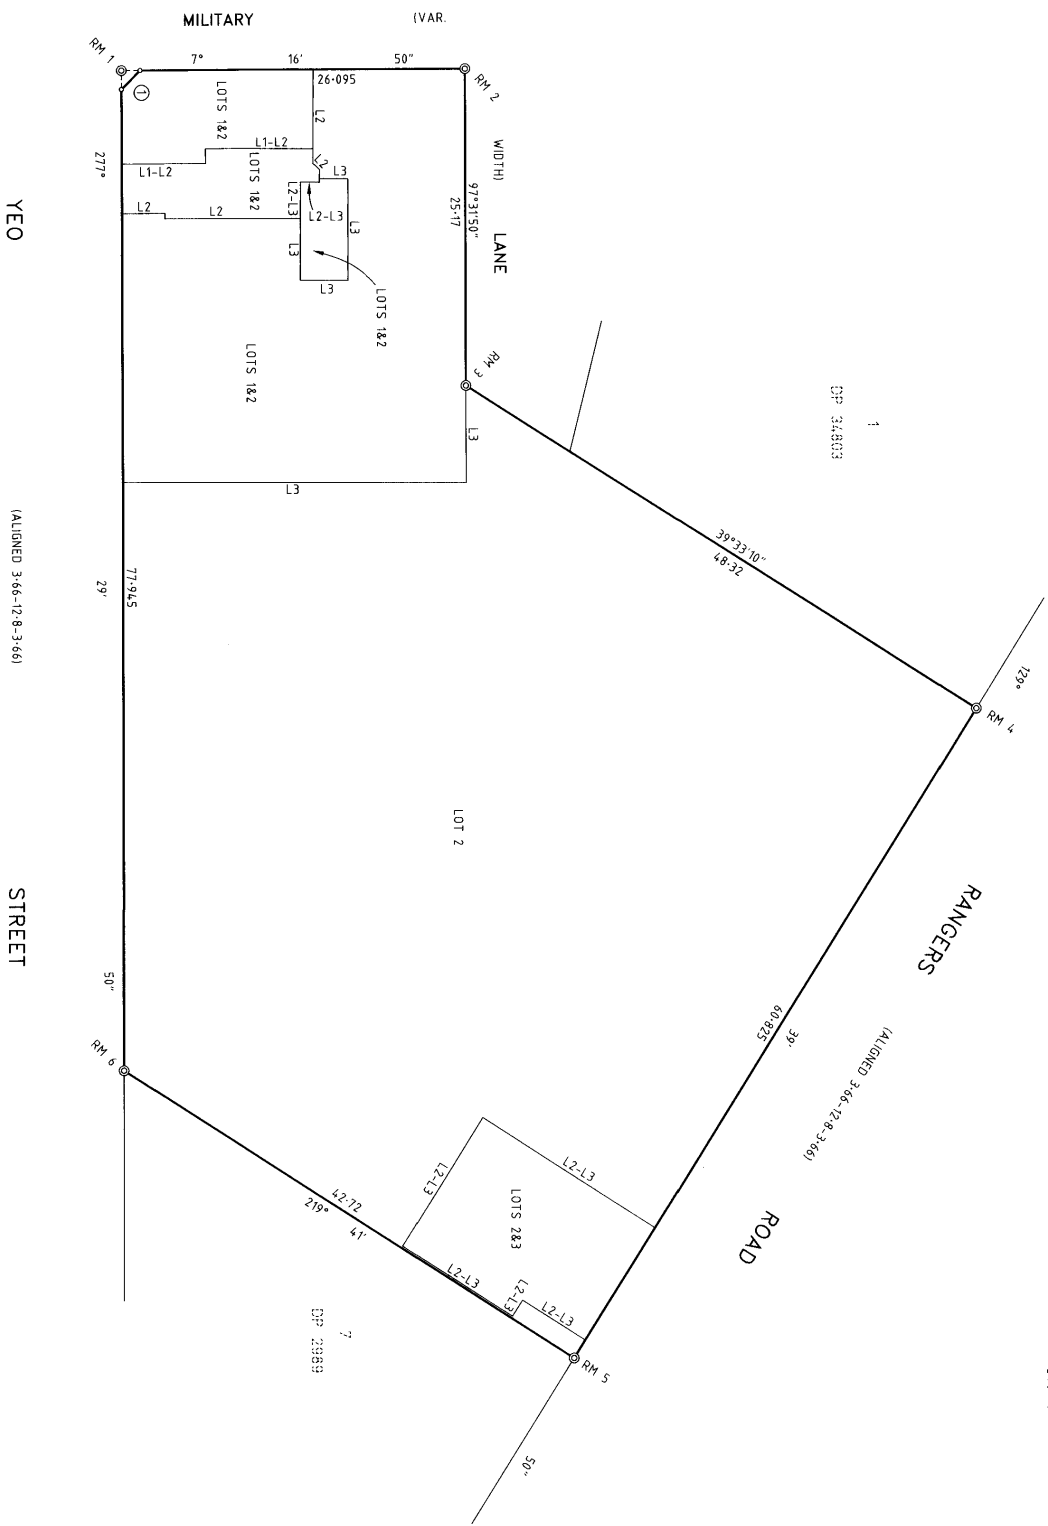 MILITARY
(VAR.
WIDTH)
LANE
RM 1
7°
16'
50"
26·095
RM 2
1
LOTS 1&2
L2
L1-L2
L1-L2
L2
L3
LOTS 1&2
L2-L3
L2-L3
L3
L3
L2
L2
L3
LOTS 1&2
97°31'50"
25·17
277°
YEO
LOTS 1&2
RM 3
L3
L3
1
DP 34803
39°33'10"
48·32
(ALIGNED 3·66-12·8-3·66)
77·945
29'
129°
RM 4
LOT 2
RANGERS
STREET
50"
60·825
39'
(ALIGNED 3·66-12·8-3·66)
RM 6
ROAD
L2-L3
L2-L3
LOTS 2&3
42·72
219°
41'
L2-L3
L2-L3
L2-L3
7
DP 2989
RM 5
50"